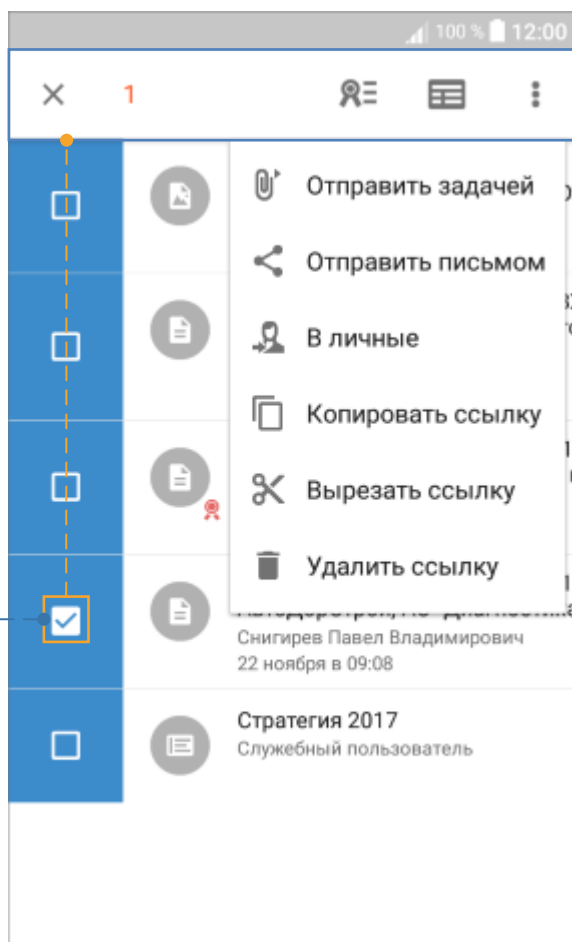 100 % 12:00
1
Отправить задачей
Отправить письмом
В личные
Копировать ссылку
Вырезать ссылку
Удалить ссылку
Снигирев Павел Владимирович
22 ноября в 09:08
Стратегия 2017
Служебный пользователь